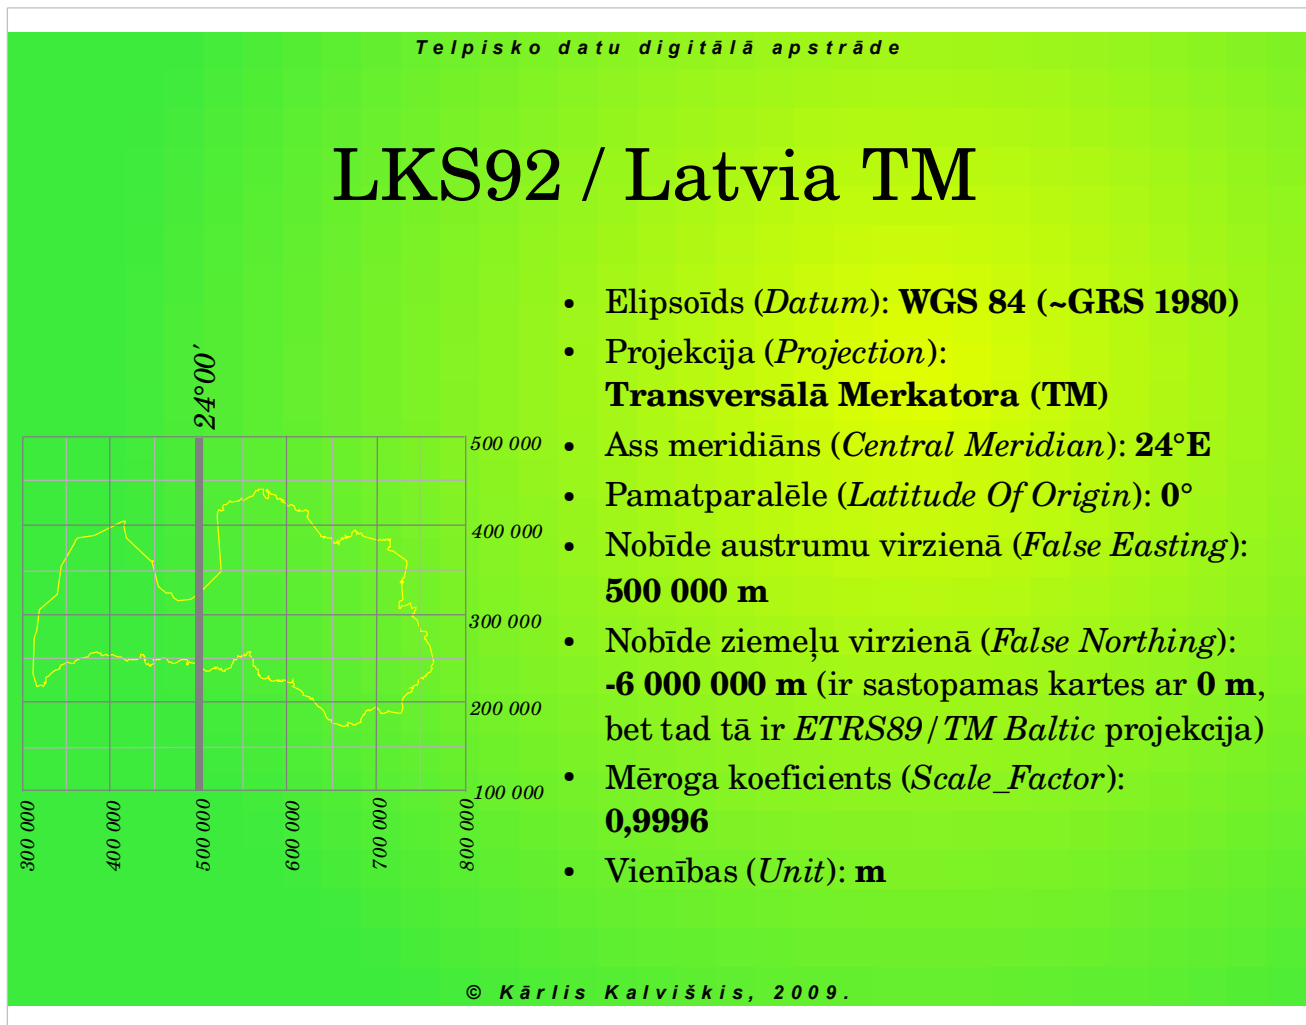 Telpisko datu digitālā apstrāde
LKS92 / Latvia TM
• Elipsoīds (Datum): WGS 84 (~GRS 1980)
• Projekcija (Projection):
Transversālā Merkatora (TM)
• Ass meridiāns (Central Meridian): 24°E
• Pamatparalēle (Latitude Of Origin): 0°
• Nobīde austrumu virzienā (False Easting):
500 000 m
• Nobīde ziemeļu virzienā (False Northing):
-6 000 000 m (ir sastopamas kartes ar 0 m,
bet tad tā ir ETRS89/TM Baltic projekcija)
• Mēroga koeficients (Scale_Factor):
0,9996
• Vienības (Unit): m
24°00′
500 000
400 000
300 000
200 000
100 000
300 000
400 000
500 000
600 000
700 000
800 000
© Kārlis Kalviškis, 2009.